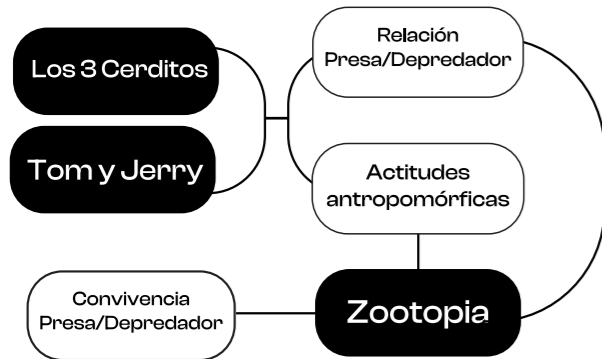 Los 3 Cerditos
Relación
Presa/Depredador
Tom y Jerry
Actitudes
antropomórficas
Convivencia
Presa/Depredador
Zootopia